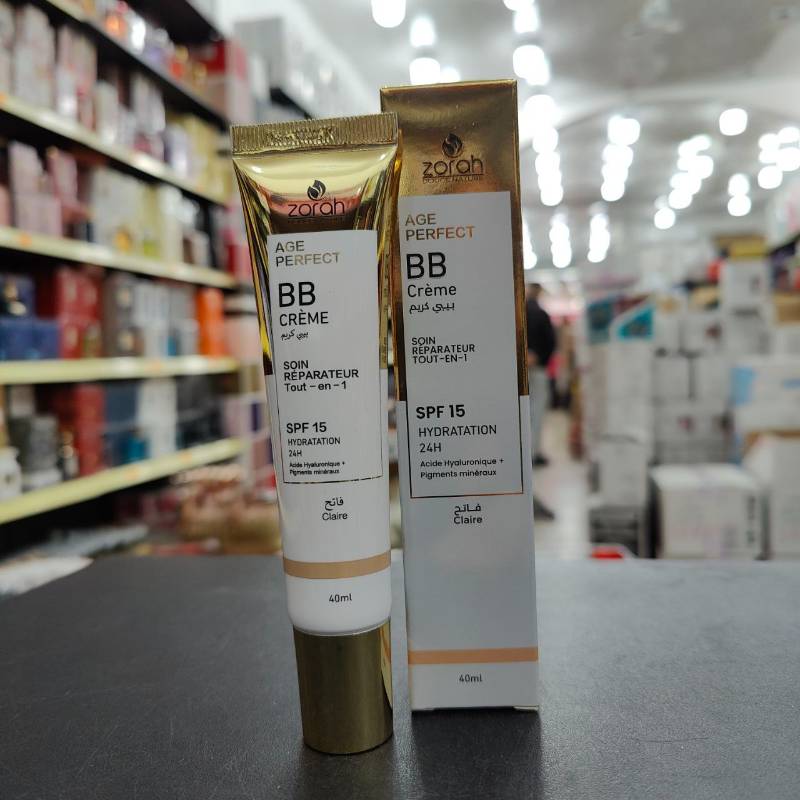 zorah
AGE
PERFECT
BB
CRÈME
بيبي كريم
SOIN
RÉPARATEUR
Tout-en-1
SPF 15
HYDRATATION
24H
Acide Hyaluronique +
Pigments minéraux
فاتح
Claire
40ml
zorah
AGE
PERFECT
BB
Crème
بيبي كريم
SOIN
RÉPARATEUR
TOUT-EN-1
SPF 15
HYDRATATION
24H
Acide Hyaluronique +
Pigments minéraux
فاتح
Claire
40ml